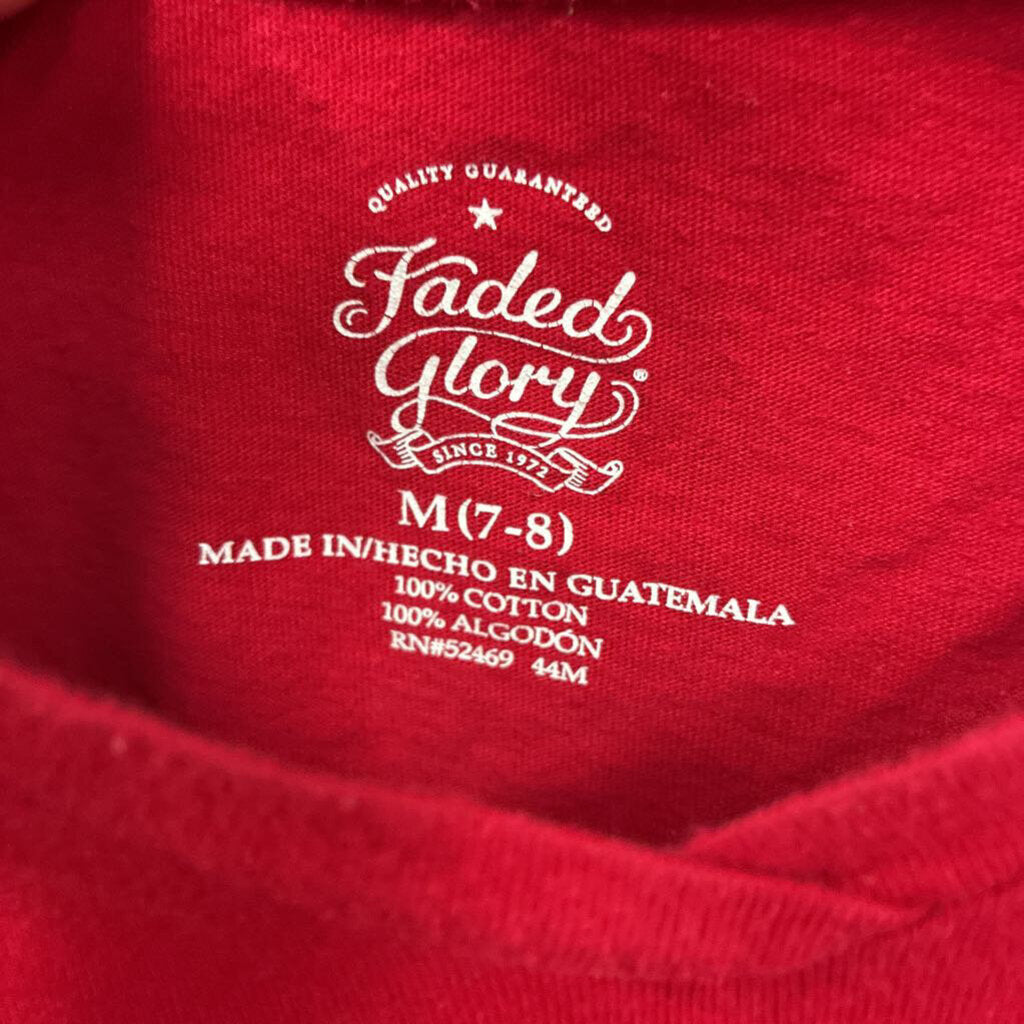 QUALITY GUARANTEED
Faded
Glory®
SINCE 1972
M (7-8)
MADE IN/HECHO EN GUATEMALA
100% COTTON
100% ALGODÓN
RN#52469 44M